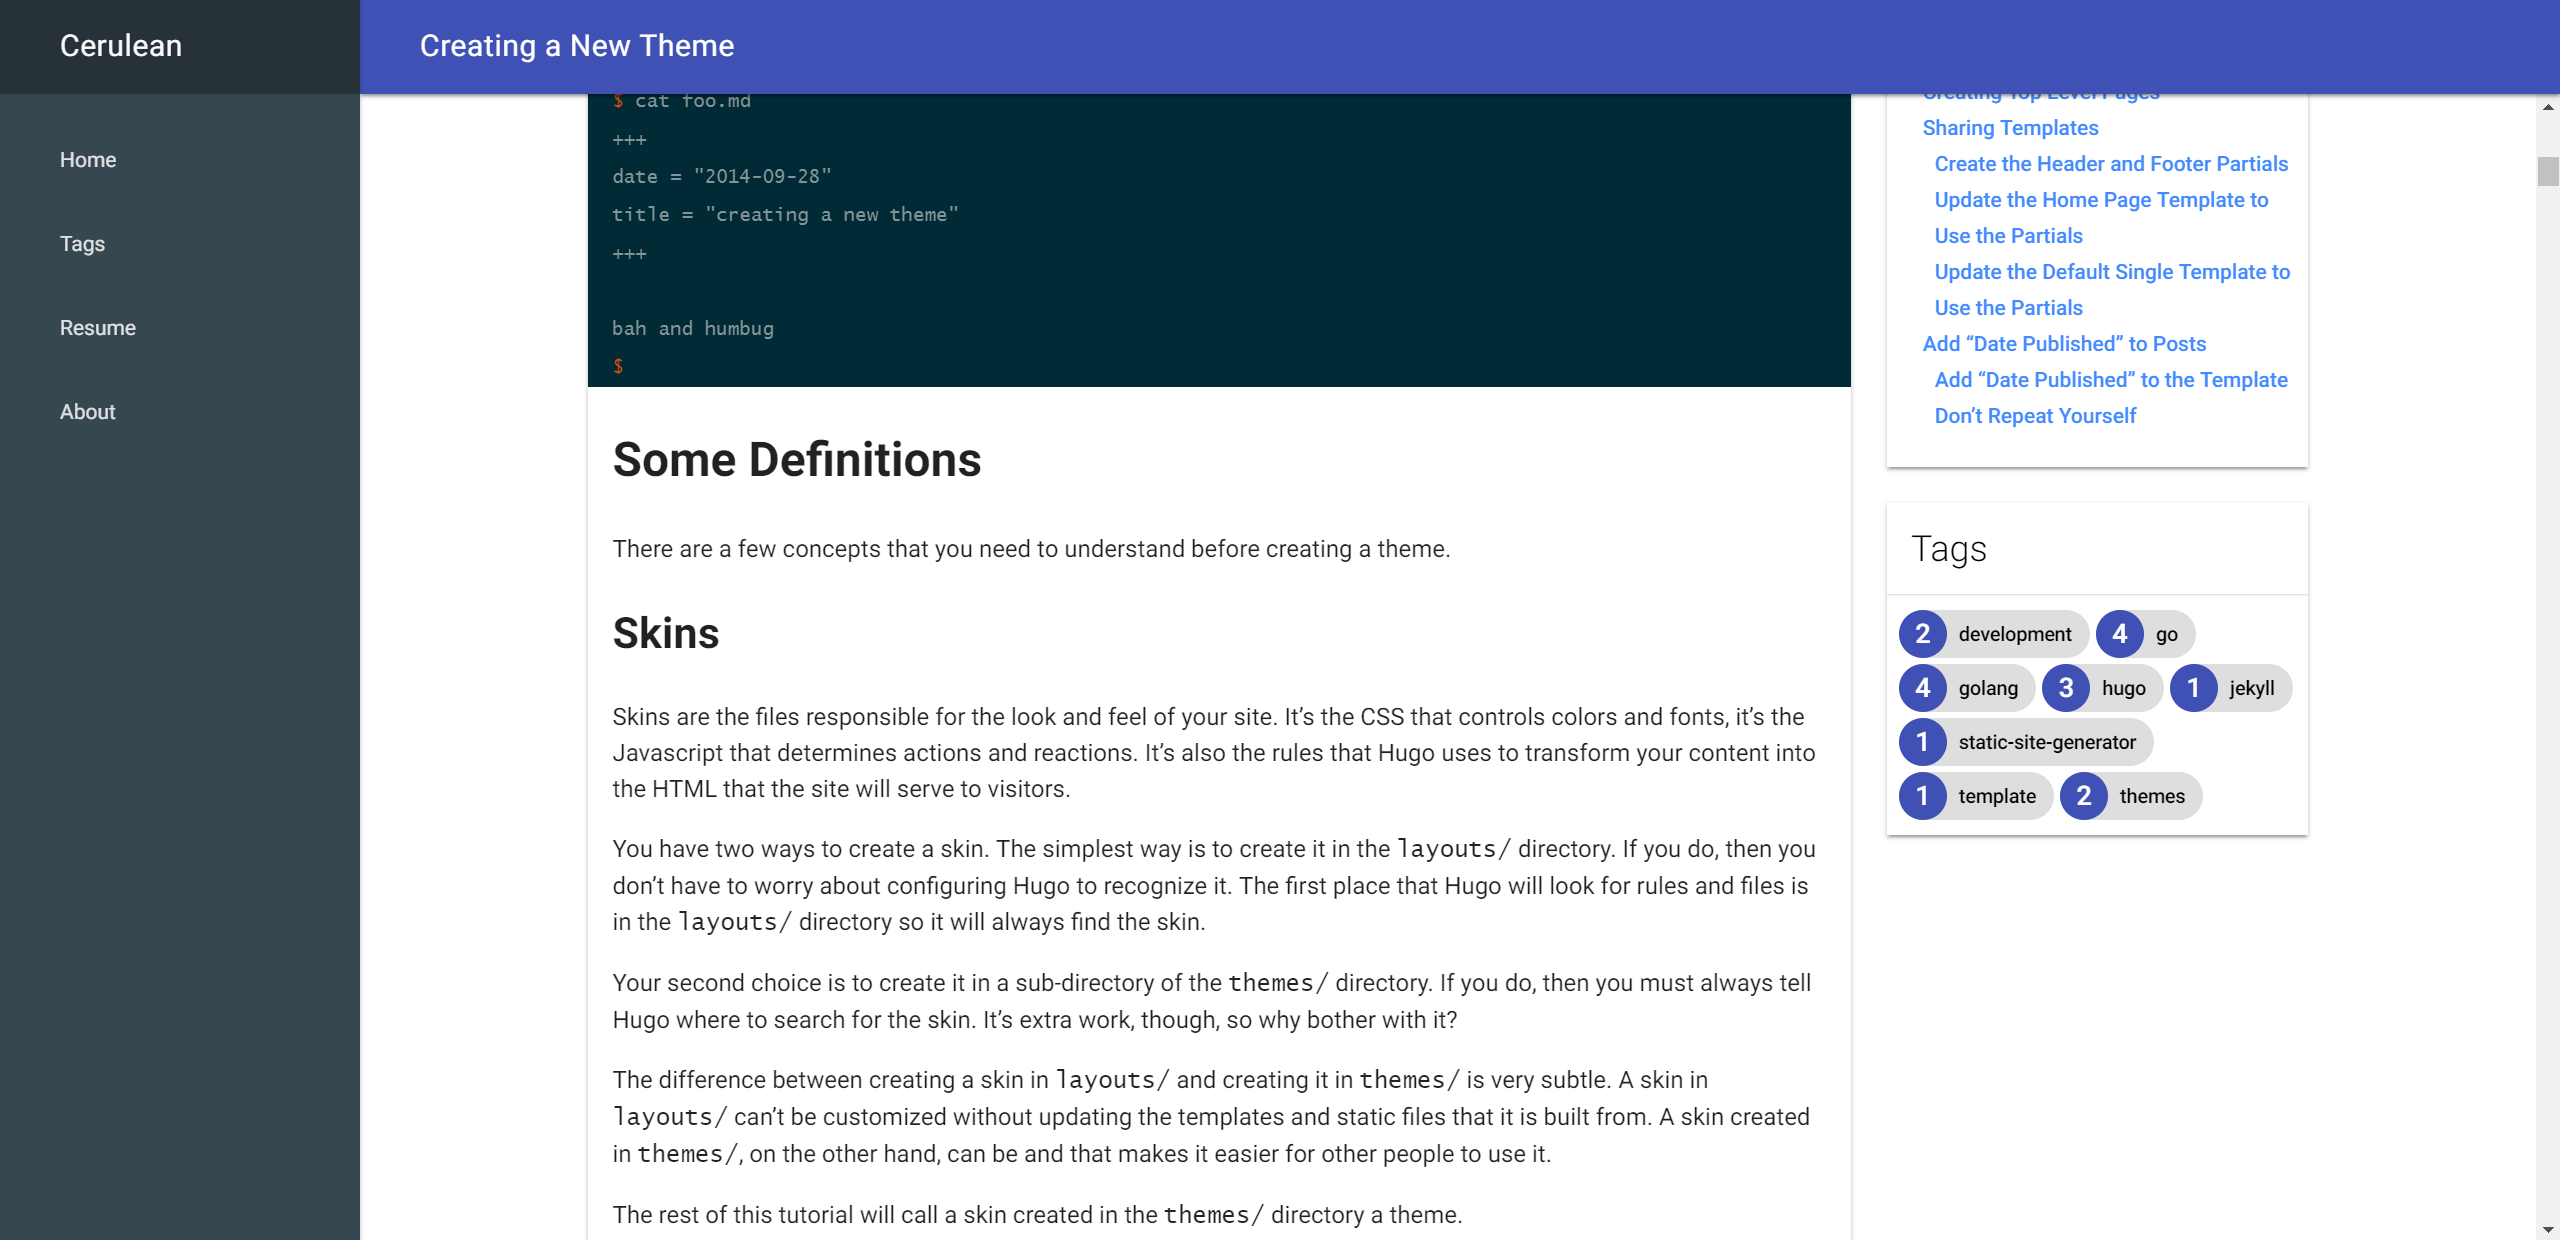 Cerulean
Creating a New Theme
Home
Tags
Resume
About
$ cat foo.md
+++
date = "2014-09-28"
title = "creating a new theme"
+++
bah and humbug
$
Some Definitions
There are a few concepts that you need to understand before creating a theme.
Skins
Skins are the files responsible for the look and feel of your site. It’s the CSS that controls colors and fonts, it’s the
Javascript that determines actions and reactions. It’s also the rules that Hugo uses to transform your content into
the HTML that the site will serve to visitors.
You have two ways to create a skin. The simplest way is to create it in the layouts/ directory. If you do, then you
don’t have to worry about configuring Hugo to recognize it. The first place that Hugo will look for rules and files is
in the layouts/ directory so it will always find the skin.
Your second choice is to create it in a sub-directory of the themes/ directory. If you do, then you must always tell
Hugo where to search for the skin. It’s extra work, though, so why bother with it?
The difference between creating a skin in layouts/ and creating it in themes/ is very subtle. A skin in
layouts/ can’t be customized without updating the templates and static files that it is built from. A skin created
in themes/, on the other hand, can be and that makes it easier for other people to use it.
The rest of this tutorial will call a skin created in the themes/ directory a theme.
Creating Top Level Pages
Sharing Templates
Create the Header and Footer Partials
Update the Home Page Template to
Use the Partials
Update the Default Single Template to
Use the Partials
Add “Date Published” to Posts
Add “Date Published” to the Template
Don’t Repeat Yourself
Tags
2 development 4 go
4 golang 3 hugo 1 jekyll
1 static-site-generator
1 template 2 themes